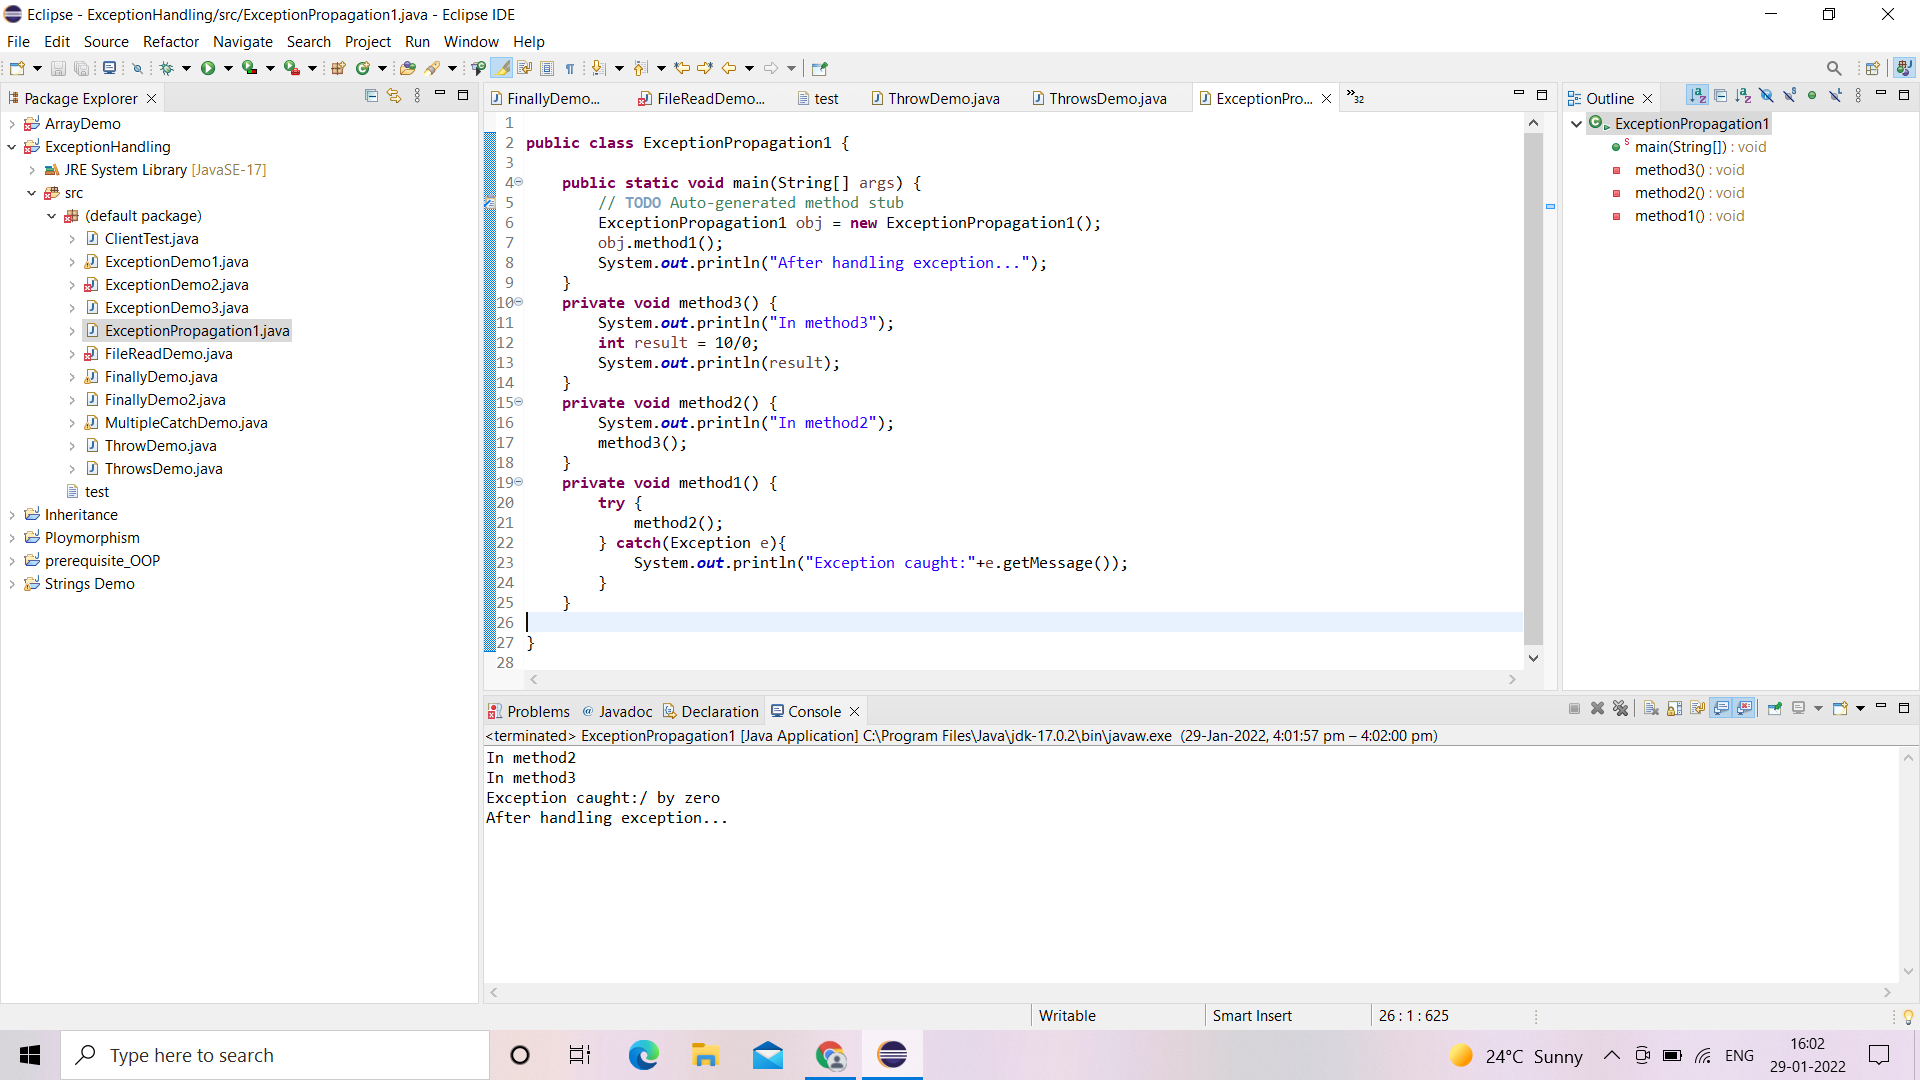 Eclipse - ExceptionHandling/src/ExceptionPropagation1.java - Eclipse IDE
File Edit Source Refactor Navigate Search Project Run Window Help
Package Explorer
ArrayDemo
ExceptionHandling
JRE System Library [JavaSE-17]
src
(default package)
ClientTest.java
ExceptionDemo1.java
ExceptionDemo2.java
ExceptionDemo3.java
ExceptionPropagation1.java
FileReadDemo.java
FinallyDemo.java
FinallyDemo2.java
MultipleCatchDemo.java
ThrowDemo.java
ThrowsDemo.java
test
Inheritance
Ploymorphism
prerequisite_OOP
Strings Demo
FinallyDemo... FileReadDemo... test ThrowDemo.java ThrowsDemo.java ExceptionPro... »32
1
2 public class ExceptionPropagation1 {
3
4 public static void main(String[] args) {
5 // TODO Auto-generated method stub
6 ExceptionPropagation1 obj = new ExceptionPropagation1();
7 obj.method1();
8 System.out.println("After handling exception...");
9 }
10 private void method3() {
11 System.out.println("In method3");
12 int result = 10/0;
13 System.out.println(result);
14 }
15 private void method2() {
16 System.out.println("In method2");
17 method3();
18 }
19 private void method1() {
20 try {
21 method2();
22 } catch(Exception e){
23 System.out.println("Exception caught:"+e.getMessage());
24 }
25 }
26
27 }
28
Outline
ExceptionPropagation1
main(String[]) : void
method3() : void
method2() : void
method1() : void
Problems Javadoc Declaration Console
<terminated> ExceptionPropagation1 [Java Application] C:\Program Files\Java\jdk-17.0.2\bin\javaw.exe (29-Jan-2022, 4:01:57 pm – 4:02:00 pm)
In method2
In method3
Exception caught:/ by zero
After handling exception...
Writable Smart Insert 26 : 1 : 625
Type here to search
24°C Sunny ENG
16:02
29-01-2022